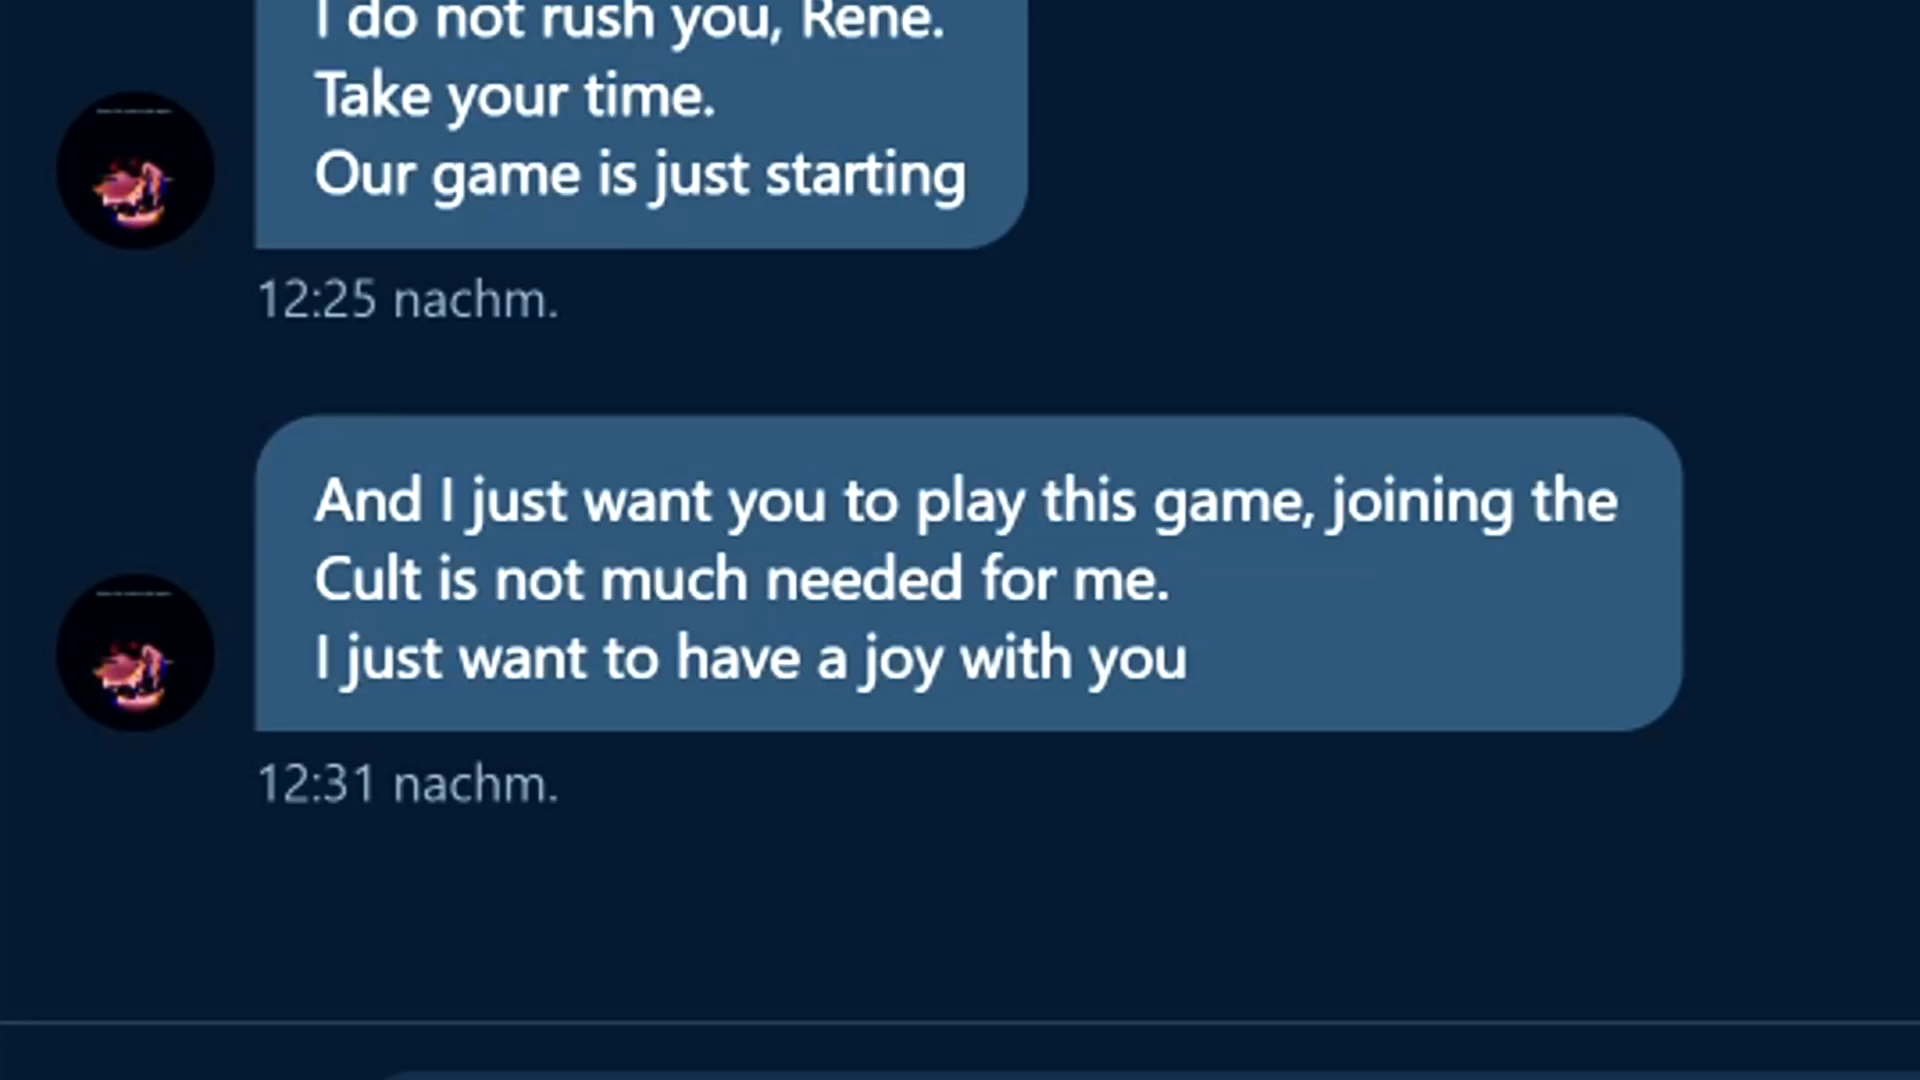 I do not rush you, Rene.
Take your time.
Our game is just starting
12:25 nachm.
And I just want you to play this game, joining the
Cult is not much needed for me.
I just want to have a joy with you
12:31 nachm.